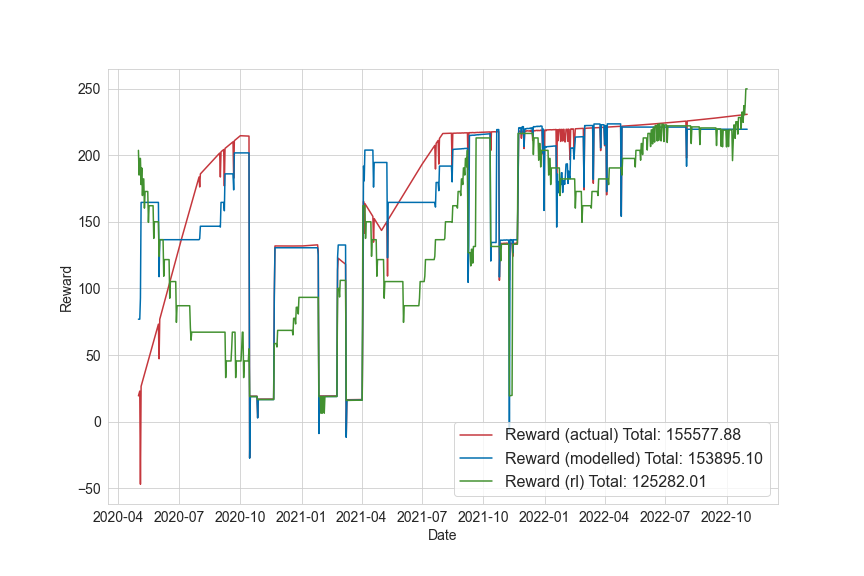 250
200
150
100
50
0
−50
Reward
2020-04 2020-07 2020-10 2021-01 2021-04 2021-07 2021-10 2022-01 2022-04 2022-07 2022-10
Date
Reward (actual) Total: 155577.88
Reward (modelled) Total: 153895.10
Reward (rl) Total: 125282.01